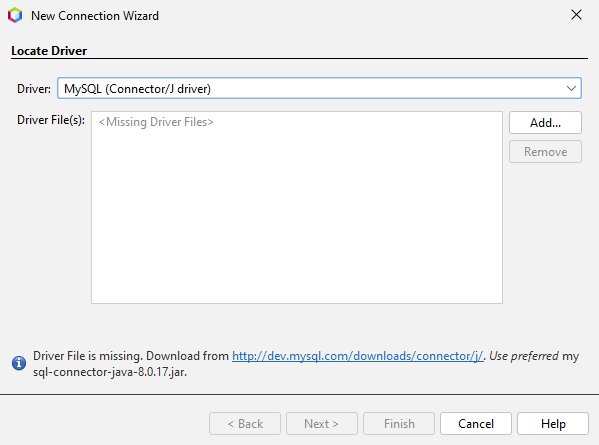 New Connection Wizard
Locate Driver
Driver: MySQL (Connector/J driver)
Driver File(s): <Missing Driver Files> Add...
Remove
Driver File is missing. Download from http://dev.mysql.com/downloads/connector/j/. Use preferred my
sql-connector-java-8.0.17.jar.
< Back Next > Finish Cancel Help